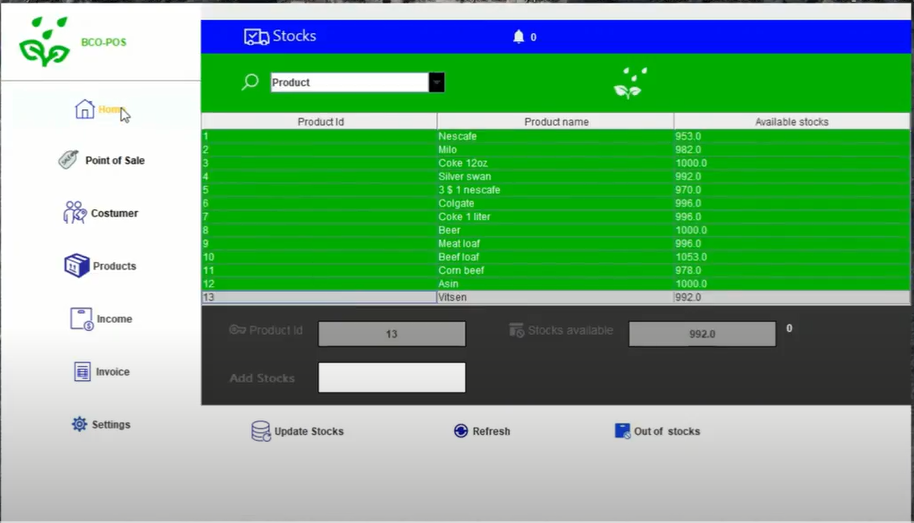 BCO-POS
Stocks
0
Product
Home
Point of Sale
Costumer
Products
Income
Invoice
Settings
Product Id Product name Available stocks
1 Nescafe 953.0
2 Milo 982.0
3 Coke 12oz 1000.0
4 Silver swan 992.0
5 3 $ 1 nescafe 970.0
6 Colgate 996.0
7 Coke 1 liter 996.0
8 Beer 1000.0
9 Meat loaf 996.0
10 Beef loaf 1053.0
11 Corn beef 978.0
12 Asin 1000.0
13 Vitsen 992.0
Product Id 13 Stocks available 992.0 0
Add Stocks
Update Stocks Refresh Out of stocks